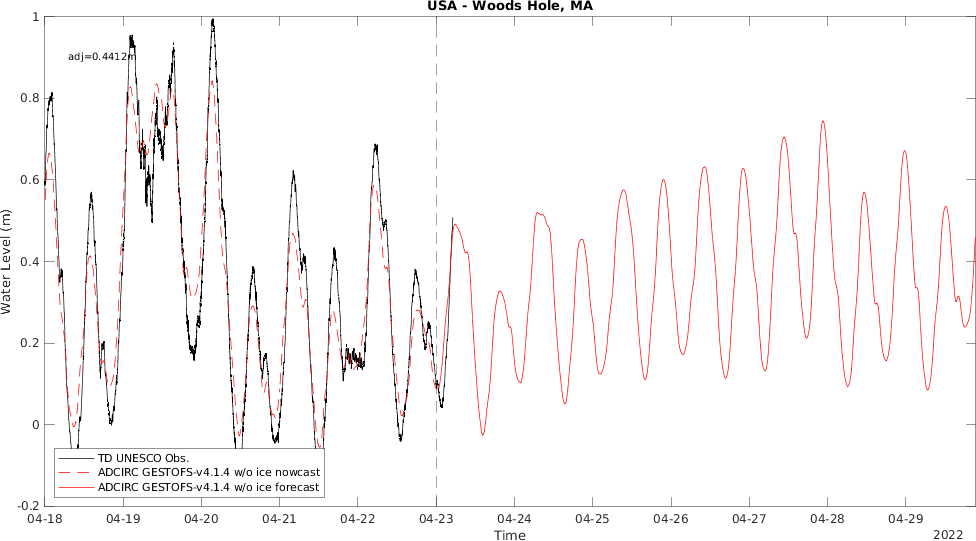 USA - Woods Hole, MA
1
adj=0.4412m
0.8
0.6
0.4
0.2
0
-0.2
Water Level (m)
TD UNESCO Obs.
ADCIRC GESTOFS-v4.1.4 w/o ice nowcast
ADCIRC GESTOFS-v4.1.4 w/o ice forecast
04-18 04-19 04-20 04-21 04-22 04-23 04-24 04-25 04-26 04-27 04-28 04-29
Time
2022